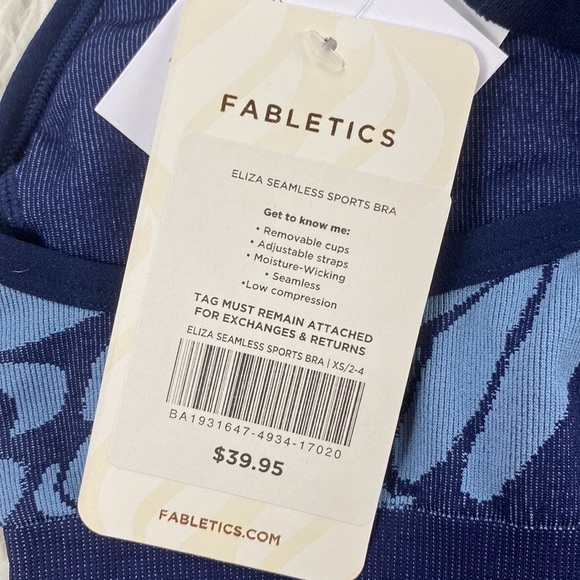 FABLETICS
ELIZA SEAMLESS SPORTS BRA
Get to know me:
• Removable cups
• Adjustable straps
• Moisture-Wicking
• Seamless
•Low compression
TAG MUST REMAIN ATTACHED
FOR EXCHANGES & RETURNS
ELIZA SEAMLESS SPORTS BRA | XS/2-4
BA1931647-4934-17020
$39.95
FABLETICS.COM